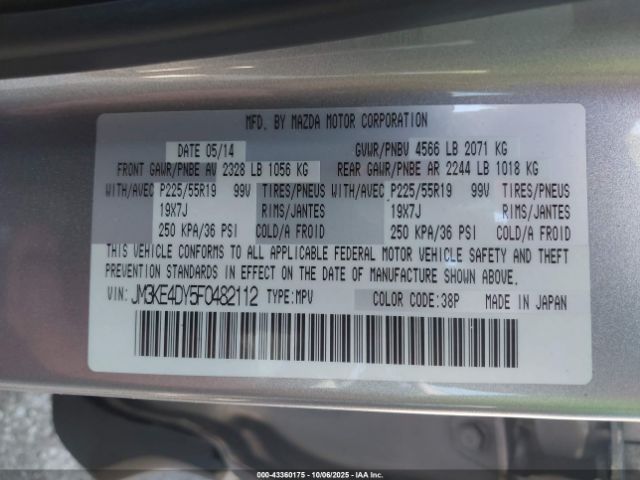 MFD. BY MAZDA MOTOR CORPORATION
DATE 05/14 GVWR/PNBV 4566 LB 2071 KG
FRONT GAWR/PNBE AV 2328 LB 1056 KG REAR GAWR/PNBE AR 2244 LB 1018 KG
WITH/AVEC P225/55R19 99V TIRES/PNEUS WITH/AVEC P225/55R19 99V TIRES/PNEUS
19X7J RIMS/JANTES 19X7J RIMS/JANTES
250 KPA/36 PSI COLD/A FROID 250 KPA/36 PSI COLD/A FROID
THIS VEHICLE CONFORMS TO ALL APPLICABLE FEDERAL MOTOR VEHICLE SAFETY AND THEFT
PREVENTION STANDARDS IN EFFECT ON THE DATE OF MANUFACTURE SHOWN ABOVE.
VIN: JM3KE4DY5F0482112 TYPE:MPV COLOR CODE:38P MADE IN JAPAN
000-43360175 - 10/06/2025 - IAAI - COPYRIGHT IAA, INC.